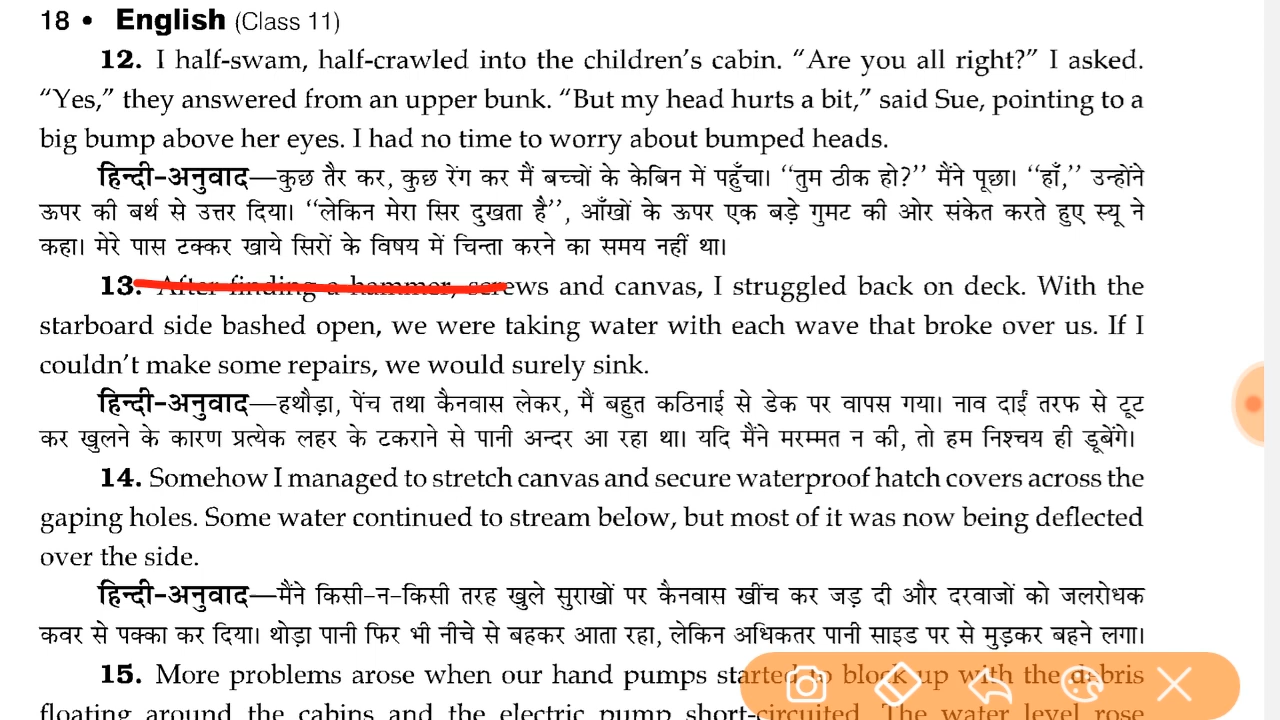 18 • English (Class 11)
12. I half-swam, half-crawled into the children's cabin. “Are you all right?” I asked.
“Yes,” they answered from an upper bunk. “But my head hurts a bit,” said Sue, pointing to a
big bump above her eyes. I had no time to worry about bumped heads.
हिन्दी-अनुवाद—कुछ तैर कर, कुछ रेंग कर मैं बच्चों के केबिन में पहुँचा। “तुम ठीक हो?” मैंने पूछा। “हाँ,” उन्होंने
ऊपर की बर्थ से उत्तर दिया। “लेकिन मेरा सिर दुखता है”, आँखों के ऊपर एक बड़े गुमट की ओर संकेत करते हुए स्यू ने
कहा। मेरे पास टक्कर खाये सिरों के विषय में चिन्ता करने का समय नहीं था।
13. After finding a hammer, screws and canvas, I struggled back on deck. With the
starboard side bashed open, we were taking water with each wave that broke over us. If I
couldn't make some repairs, we would surely sink.
हिन्दी-अनुवाद—हथौड़ा, पेंच तथा कैनवास लेकर, मैं बहुत कठिनाई से डेक पर वापस गया। नाव दाईं तरफ से टूट
कर खुलने के कारण प्रत्येक लहर के टकराने से पानी अन्दर आ रहा था। यदि मैंने मरम्मत न की, तो हम निश्चय ही डूबेंगे।
14. Somehow I managed to stretch canvas and secure waterproof hatch covers across the
gaping holes. Some water continued to stream below, but most of it was now being deflected
over the side.
हिन्दी-अनुवाद—मैंने किसी-न-किसी तरह खुले सुराखों पर कैनवास खींच कर जड़ दी और दरवाजों को जलरोधक
कवर से पक्का कर दिया। थोड़ा पानी फिर भी नीचे से बहकर आता रहा, लेकिन अधिकतर पानी साइड पर से मुड़कर बहने लगा।
15. More problems arose when our hand pumps started to block up with the debris
floating around the cabins and the electric pump short-circuited. The water level rose